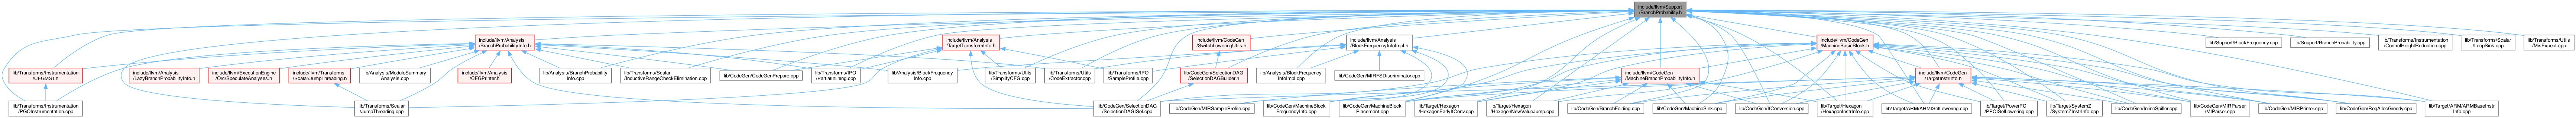 include/llvm/Support
/BranchProbability.h
include/llvm/Analysis
/BranchProbabilityInfo.h
include/llvm/Analysis
/TargetTransformInfo.h
include/llvm/CodeGen
/SwitchLoweringUtils.h
include/llvm/Analysis
/BlockFrequencyInfoImpl.h
include/llvm/CodeGen
/MachineBasicBlock.h
lib/Support/BlockFrequency.cpp
lib/Support/BranchProbability.cpp
lib/Transforms/Instrumentation
/ControlHeightReduction.cpp
lib/Transforms/Scalar
/LoopSink.cpp
lib/Transforms/Utils
/MisExpect.cpp
lib/Transforms/Instrumentation
/CFGMST.h
include/llvm/Analysis
/LazyBranchProbabilityInfo.h
include/llvm/ExecutionEngine
/Orc/SpeculateAnalyses.h
include/llvm/Transforms
/Scalar/JumpThreading.h
lib/Analysis/ModuleSummary
Analysis.cpp
include/llvm/Analysis
/CFGPrinter.h
lib/Analysis/BranchProbability
Info.cpp
lib/Transforms/Scalar
/InductiveRangeCheckElimination.cpp
lib/CodeGen/CodeGenPrepare.cpp
lib/Transforms/IPO
/PartialInlining.cpp
lib/Analysis/BlockFrequency
Info.cpp
lib/Transforms/Utils
/SimplifyCFG.cpp
lib/Transforms/Utils
/CodeExtractor.cpp
lib/Transforms/IPO
/SampleProfile.cpp
lib/CodeGen/SelectionDAG
/SelectionDAGBuilder.h
lib/Analysis/BlockFrequency
InfoImpl.cpp
lib/CodeGen/MIRFSDiscriminator.cpp
include/llvm/CodeGen
/MachineBranchProbabilityInfo.h
include/llvm/CodeGen
/TargetInstrInfo.h
lib/Transforms/Instrumentation
/PGOInstrumentation.cpp
lib/Transforms/Scalar
/JumpThreading.cpp
lib/CodeGen/SelectionDAG
/SelectionDAGISel.cpp
lib/CodeGen/MIRSampleProfile.cpp
lib/CodeGen/MachineBlock
FrequencyInfo.cpp
lib/CodeGen/MachineBlock
Placement.cpp
lib/Target/Hexagon
/HexagonEarlyIfConv.cpp
lib/Target/Hexagon
/HexagonNewValueJump.cpp
lib/CodeGen/BranchFolding.cpp
lib/CodeGen/MachineSink.cpp
lib/CodeGen/IfConversion.cpp
lib/Target/Hexagon
/HexagonInstrInfo.cpp
lib/Target/ARM/ARMISelLowering.cpp
lib/Target/PowerPC
/PPCISelLowering.cpp
lib/Target/SystemZ
/SystemZInstrInfo.cpp
lib/CodeGen/InlineSpiller.cpp
lib/CodeGen/MIRParser
/MIParser.cpp
lib/CodeGen/MIRPrinter.cpp
lib/CodeGen/RegAllocGreedy.cpp
lib/Target/ARM/ARMBaseInstr
Info.cpp